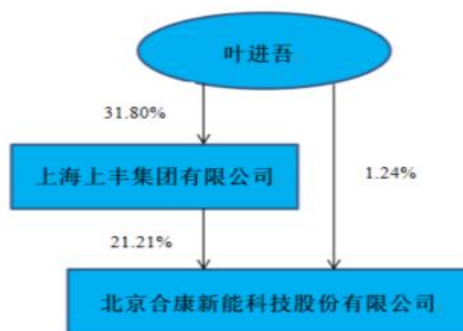 叶进吾
31.80%
上海上丰集团有限公司
1.24%
21.21%
北京合康新能科技股份有限公司